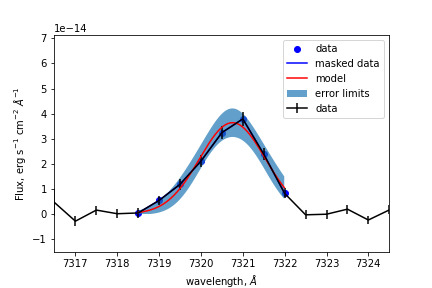 1e−14
7
6
5
4
3
2
1
0
−1
Flux, erg s⁻¹ cm⁻² Å⁻¹
data
masked data
model
error limits
data
7317 7318 7319 7320 7321 7322 7323 7324
wavelength, Å